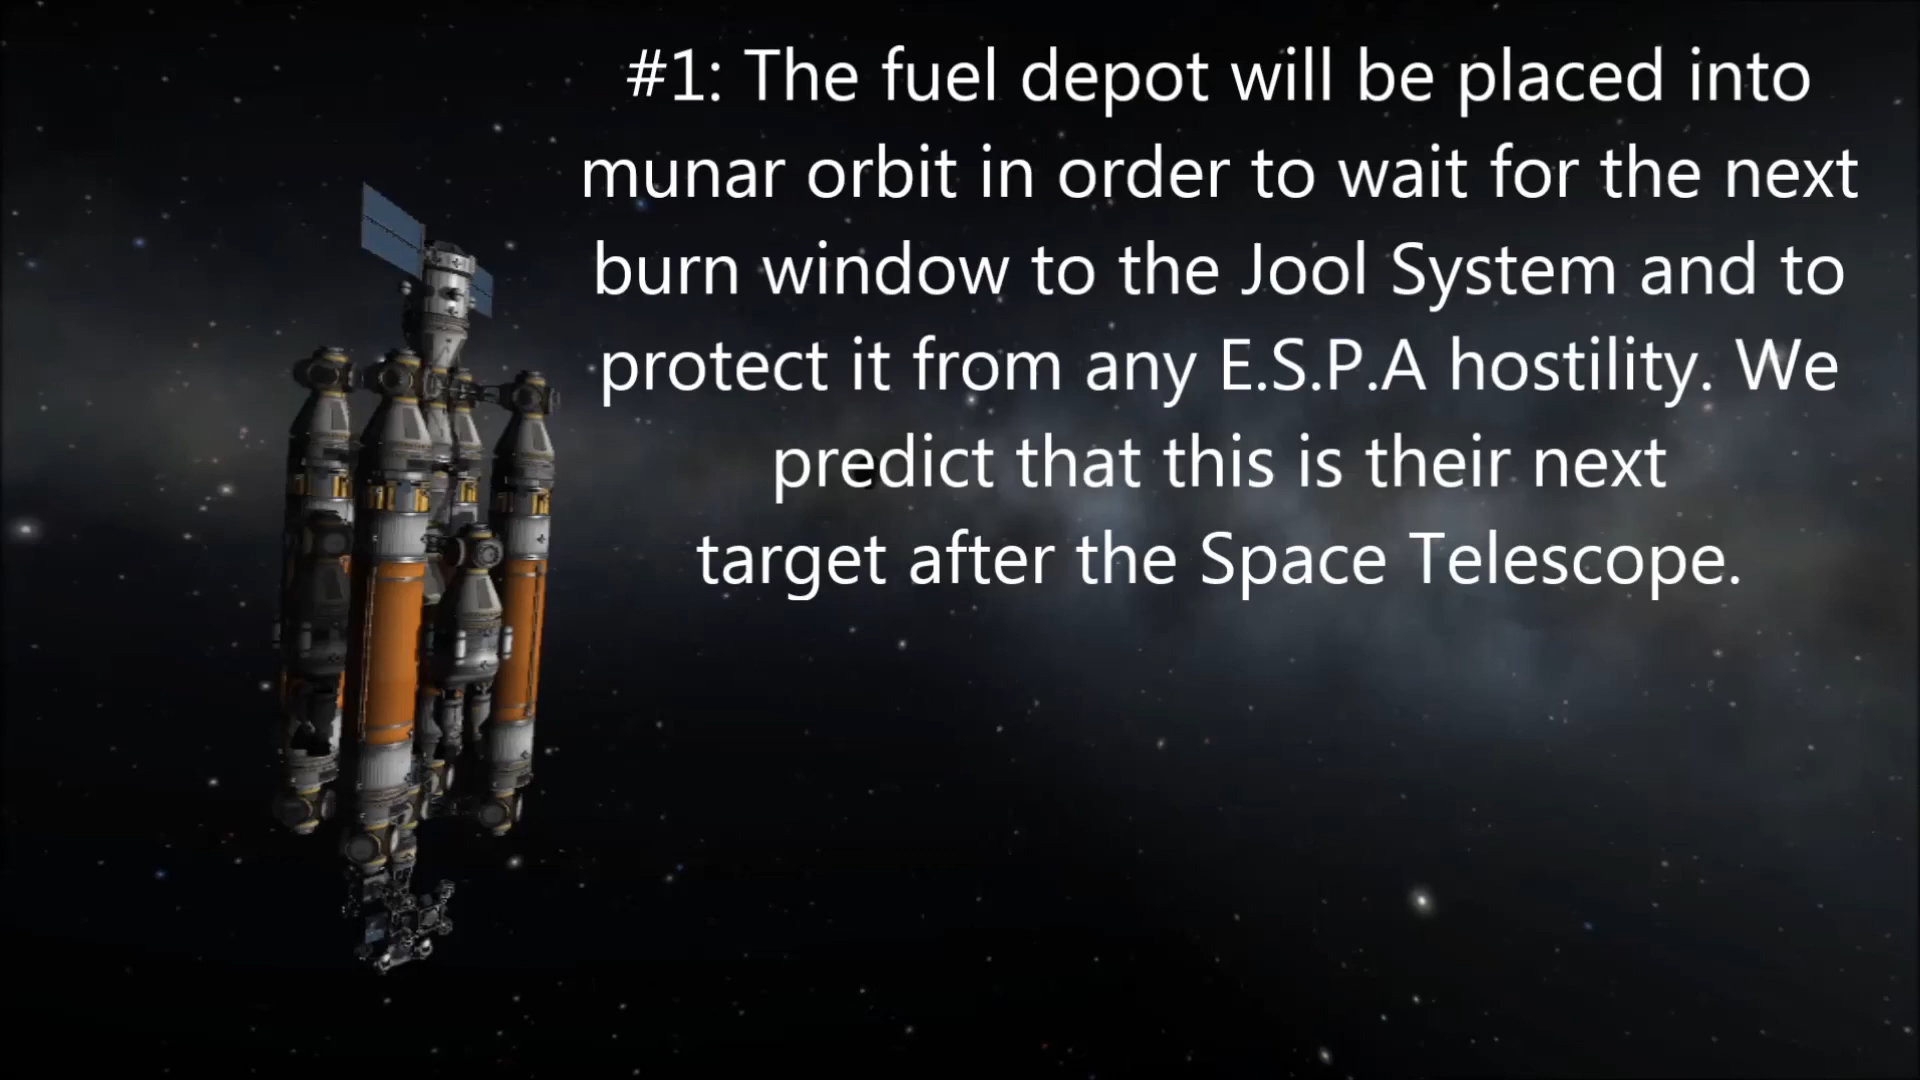 #1: The fuel depot will be placed into
munar orbit in order to wait for the next
burn window to the Jool System and to
protect it from any E.S.P.A hostility. We
predict that this is their next
target after the Space Telescope.